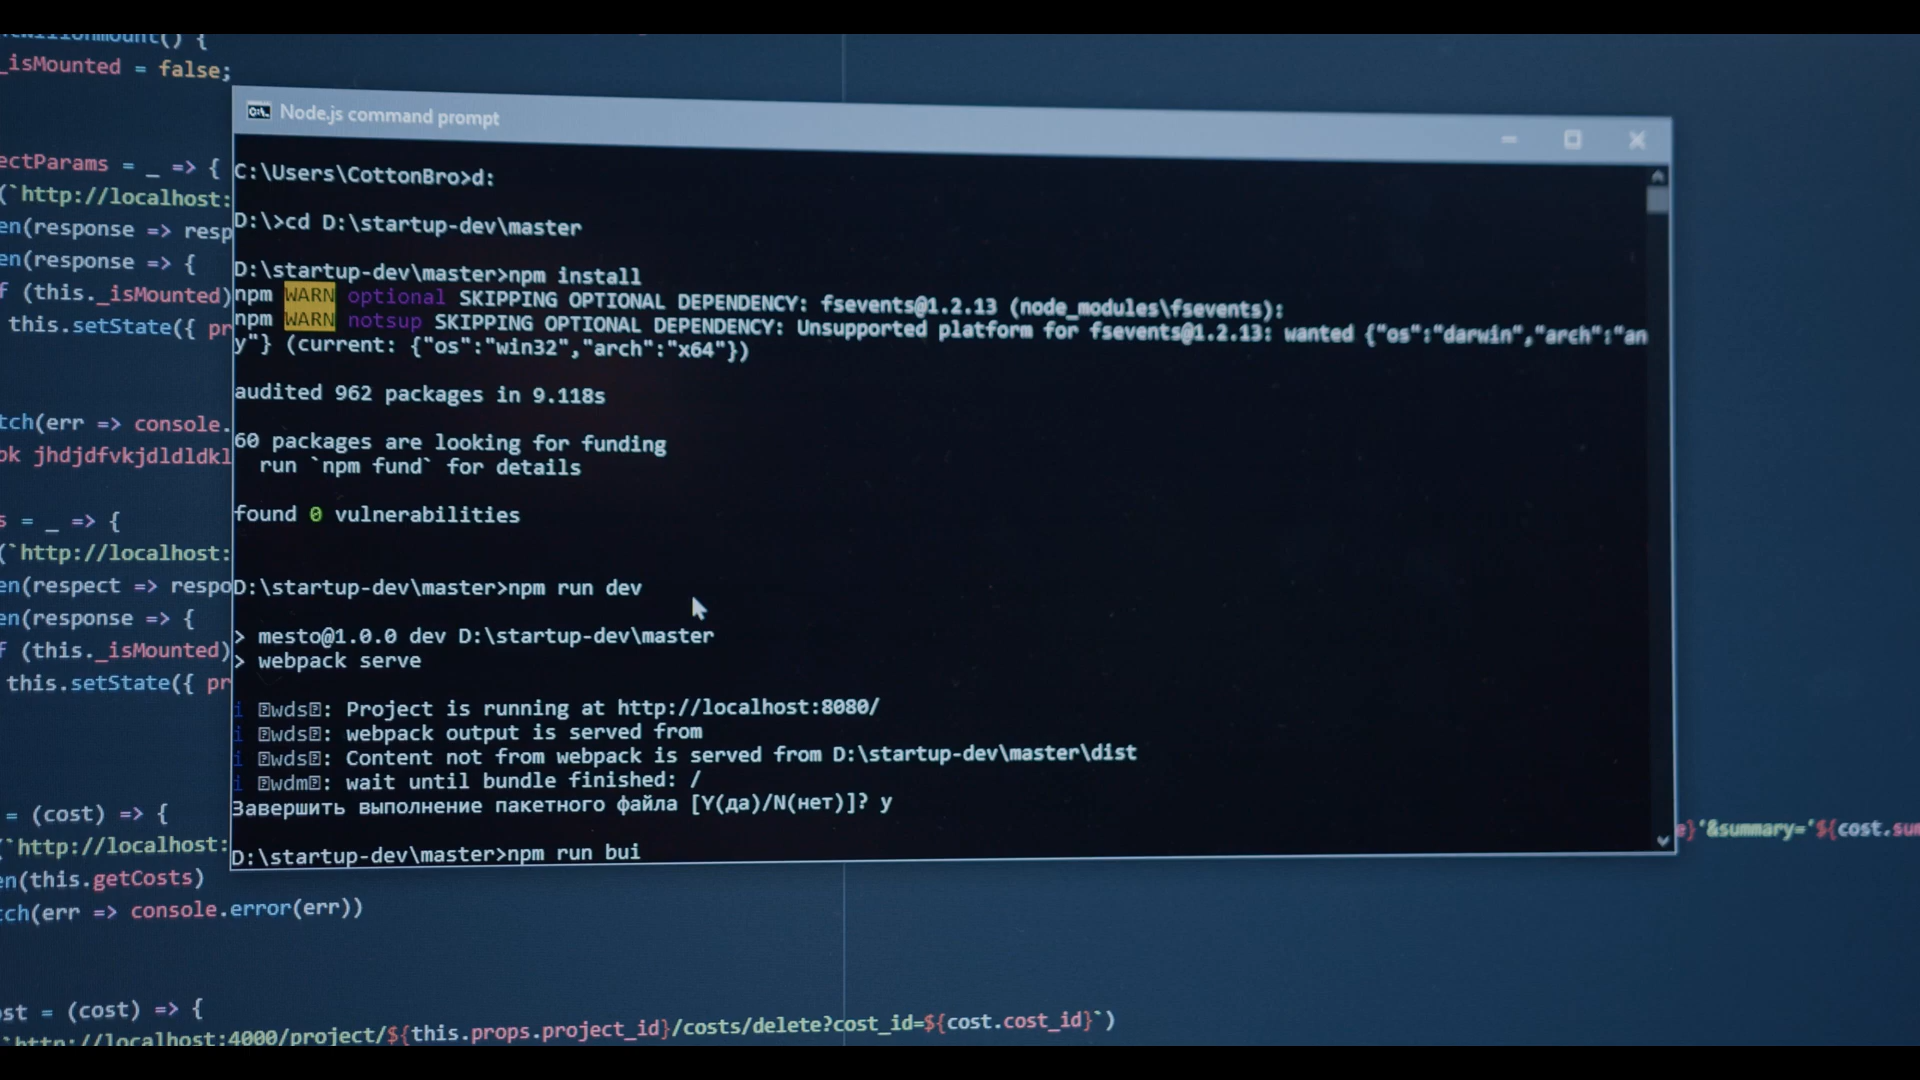 _isMounted = false;
Node.js command prompt
ectParams = _ => {
(`http://localhost:
en(response => resp
en(response => {
f (this._isMounted)
this.setState({ pr
tch(err => console.
ok jhdjdfvkjdldldkl
s = _ => {
(`http://localhost:
en(respect => respo
en(response => {
f (this._isMounted)
this.setState({ pr
= (cost) => {
(`http://localhost:
en(this.getCosts)
tch(err => console.error(err))
C:\Users\CottonBro>d:
D:\>cd D:\startup-dev\master
D:\startup-dev\master>npm install
npm WARN optional SKIPPING OPTIONAL DEPENDENCY: fsevents@1.2.13 (node_modules\fsevents):
npm WARN notsup SKIPPING OPTIONAL DEPENDENCY: Unsupported platform for fsevents@1.2.13: wanted {"os":"darwin","arch":"an
y"} (current: {"os":"win32","arch":"x64"})
audited 962 packages in 9.118s
60 packages are looking for funding
run `npm fund` for details
found 0 vulnerabilities
D:\startup-dev\master>npm run dev
> mesto@1.0.0 dev D:\startup-dev\master
> webpack serve
i ｢wds｣: Project is running at http://localhost:8080/
i ｢wds｣: webpack output is served from
i ｢wds｣: Content not from webpack is served from D:\startup-dev\master\dist
i ｢wdm｣: wait until bundle finished: /
Завершить выполнение пакетного файла [Y(да)/N(нет)]? y
D:\startup-dev\master>npm run bui
}'&summary='${cost.sum
ost = (cost) => {
`http://localhost:4000/project/${this.props.project_id}/costs/delete?cost_id=${cost.cost_id}`)